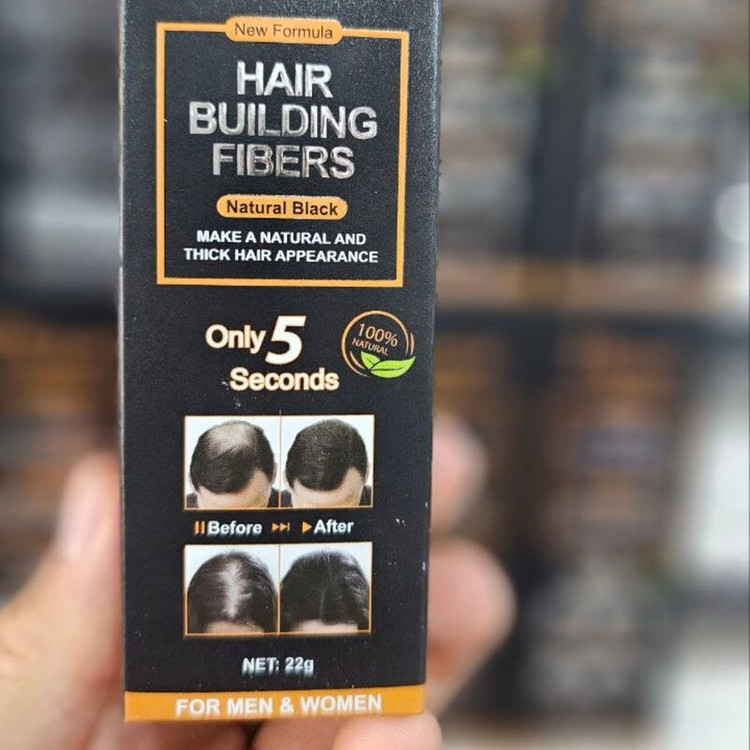 New Formula
HAIR
BUILDING
FIBERS
Natural Black
MAKE A NATURAL AND
THICK HAIR APPEARANCE
Only 5
Seconds
100%
NATURAL
Before
After
NET: 22g
FOR MEN & WOMEN